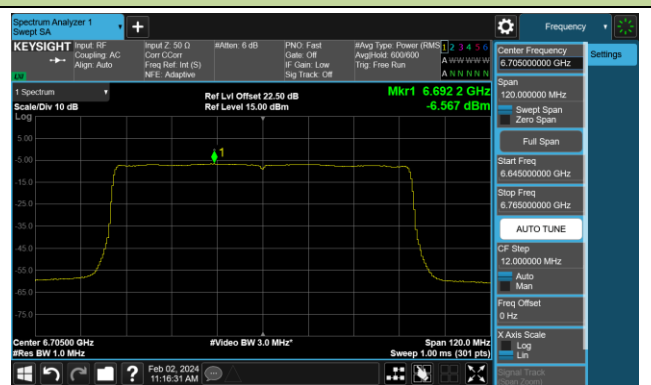 Spectrum Analyzer 1
Swept SA
Frequency
KEYSIGHT
Input: RF
Coupling: AC
Align: Auto
Input Z: 50 Ω
Corr CCorr
Freq Ref: Int (S)
NFE: Adaptive
#Atten: 6 dB
PNO: Fast
Gate: Off
IF Gain: Low
Sig Track: Off
#Avg Type: Power (RMS)
Avg|Hold: 600/600
Trig: Free Run
1 2 3 4 5 6
A W W W W W
A N N N N N
1 Spectrum
Scale/Div 10 dB
Log
Ref Lvl Offset 22.50 dB
Ref Level 15.00 dBm
Mkr1 6.692 2 GHz
-6.567 dBm
5.00
-5.00
-15.0
-25.0
-35.0
-45.0
-55.0
-65.0
-75.0
1
Center 6.70500 GHz
#Res BW 1.0 MHz
#Video BW 3.0 MHz*
Span 120.0 MHz
Sweep 1.00 ms (301 pts)
Feb 02, 2024
11:16:31 AM
Center Frequency
6.705000000 GHz
Settings
Span
120.000000 MHz
Swept Span
Zero Span
Full Span
Start Freq
6.645000000 GHz
Stop Freq
6.765000000 GHz
AUTO TUNE
CF Step
12.000000 MHz
Auto
Man
Freq Offset
0 Hz
X Axis Scale
Log
Lin
Signal Track
(Span Zoom)